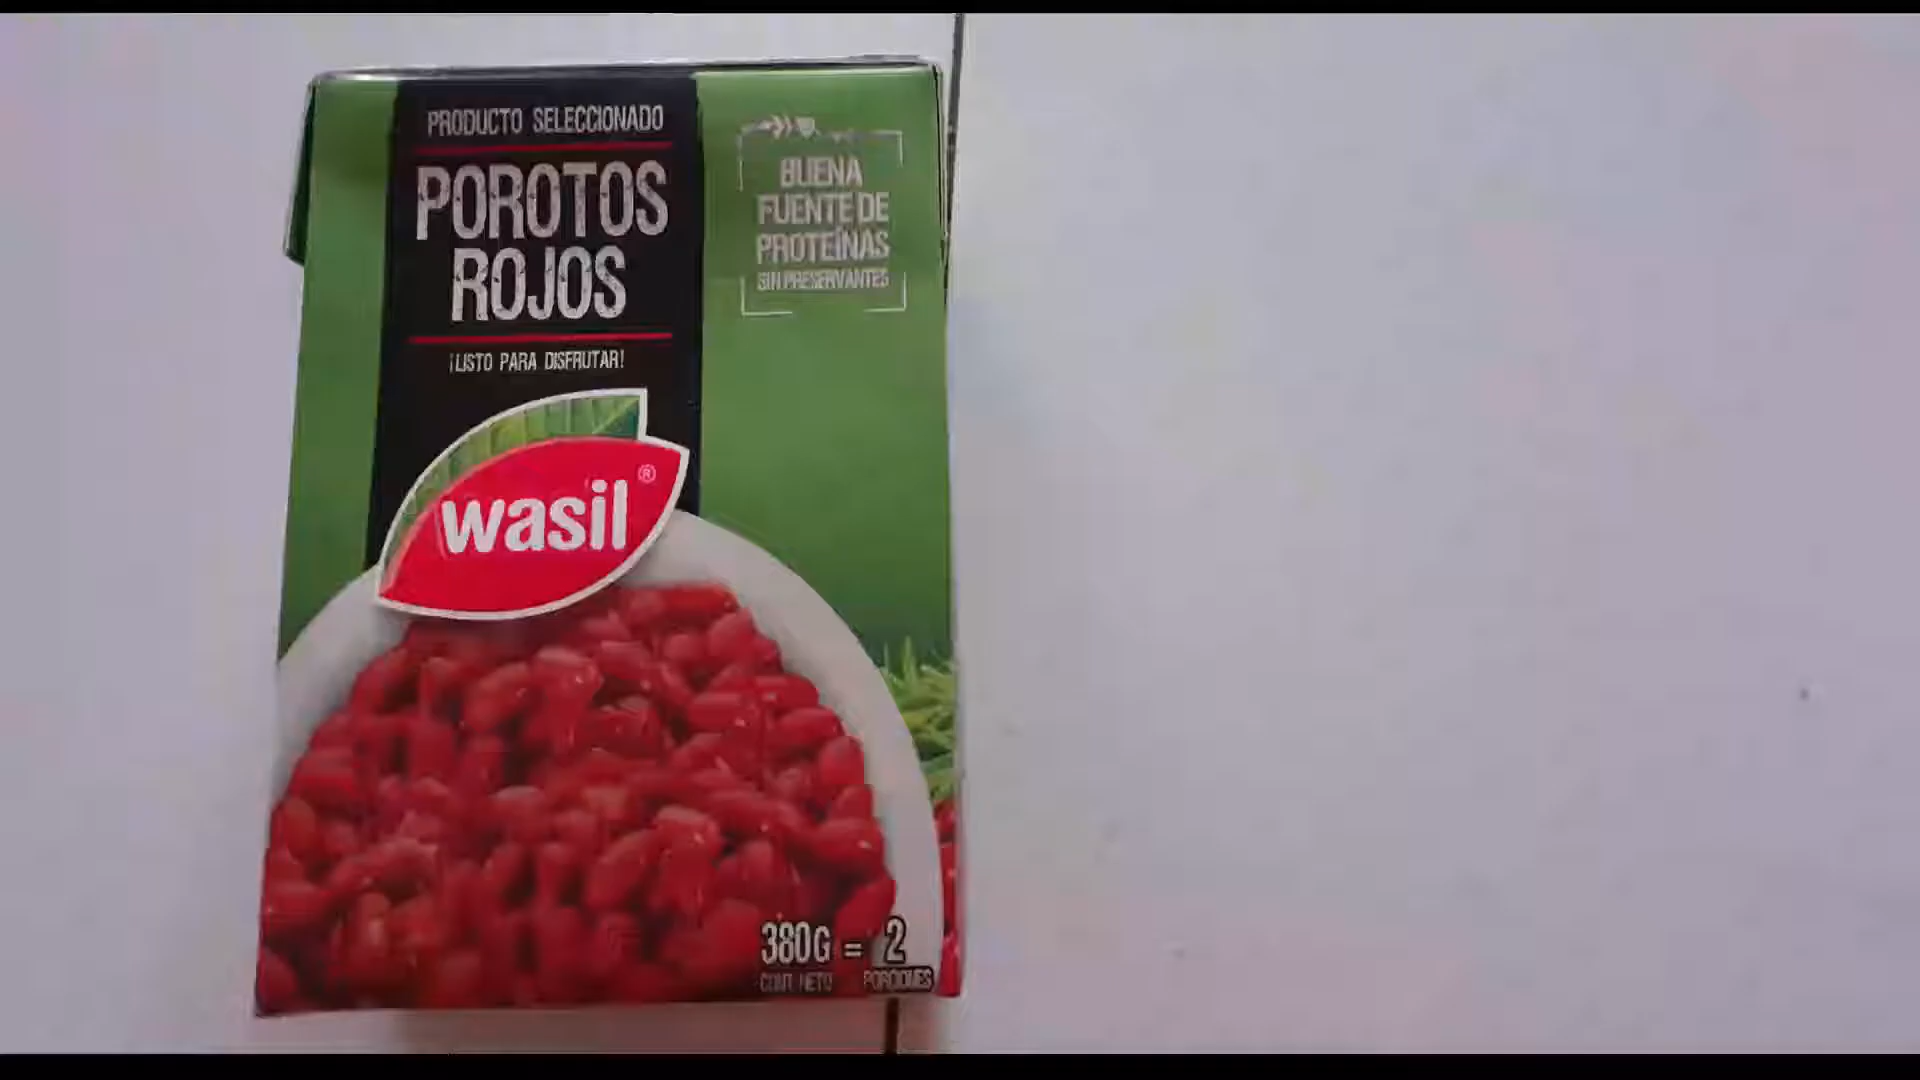 PRODUCTO SELECCIONADO
POROTOS
ROJOS
¡LISTO PARA DISFRUTAR!
BUENA
FUENTE DE
PROTEÍNAS
SIN PRESERVANTES
wasil®
380G = 2
CONT. NETO PORCIONES